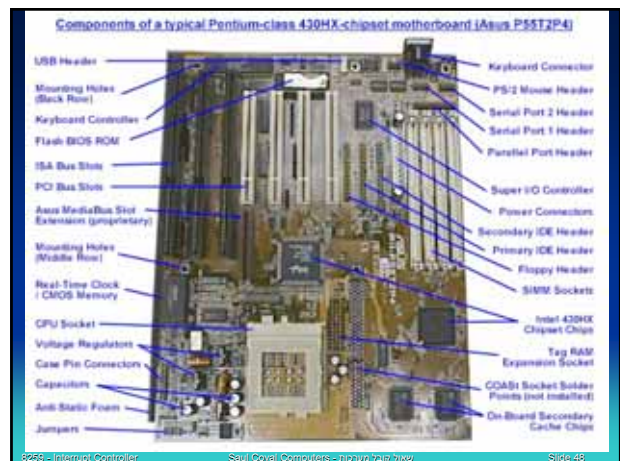 Components of a typical Pentium-class 430HX-chipset motherboard (Asus P55T2P4)
USB Header
Mounting Holes
(Back Row)
Keyboard Controller
Flash BIOS ROM
ISA Bus Slots
PCI Bus Slots
Asus MediaBus Slot
Extension (proprietary)
Mounting Holes
(Middle Row)
Real-Time Clock
/ CMOS Memory
CPU Socket
Voltage Regulators
Case Pin Connectors
Capacitors
Anti-Static Foam
Jumpers
Keyboard Connector
PS/2 Mouse Header
Serial Port 2 Header
Serial Port 1 Header
Parallel Port Header
Super I/O Controller
Power Connectors
Secondary IDE Header
Primary IDE Header
Floppy Header
SIMM Sockets
Intel 430HX
Chipset Chips
Tag RAM
Expansion Socket
COASt Socket Solder
Points (not installed)
On-Board Secondary
Cache Chips
8259 - Interrupt Controller
Saul Coval Computers - שאול קובל מערכות
Slide 48